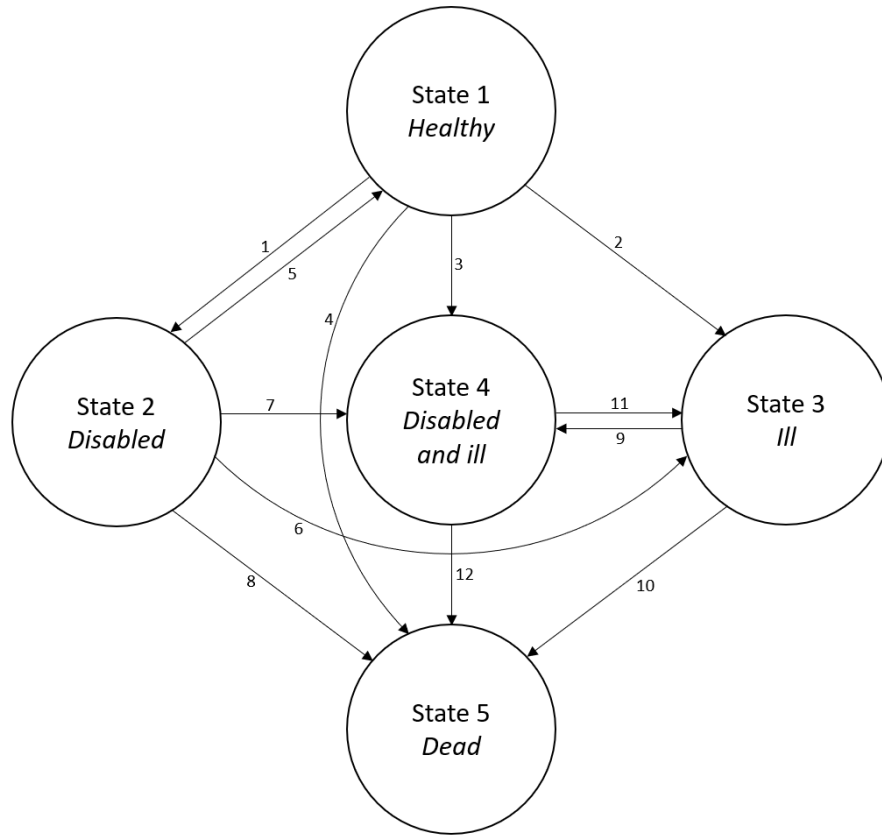 State 1
Healthy
1
2
5
3
4
State 2
Disabled
7
State 4
Disabled
and ill
11
9
State 3
Ill
6
8
12
10
State 5
Dead